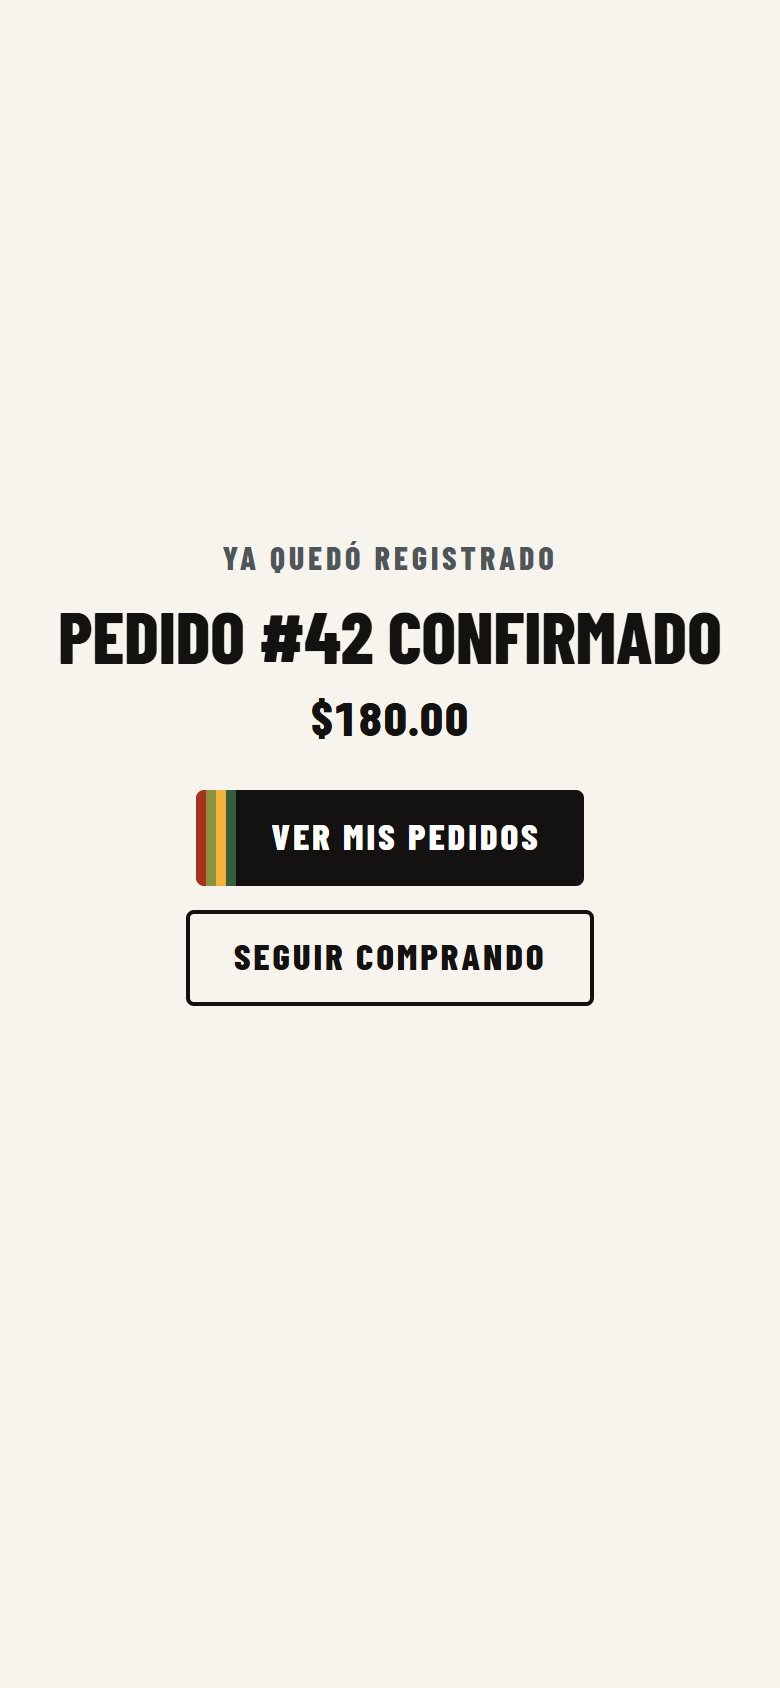 YA QUEDÓ REGISTRADO
PEDIDO #42 CONFIRMADO
$180.00
VER MIS PEDIDOS
SEGUIR COMPRANDO